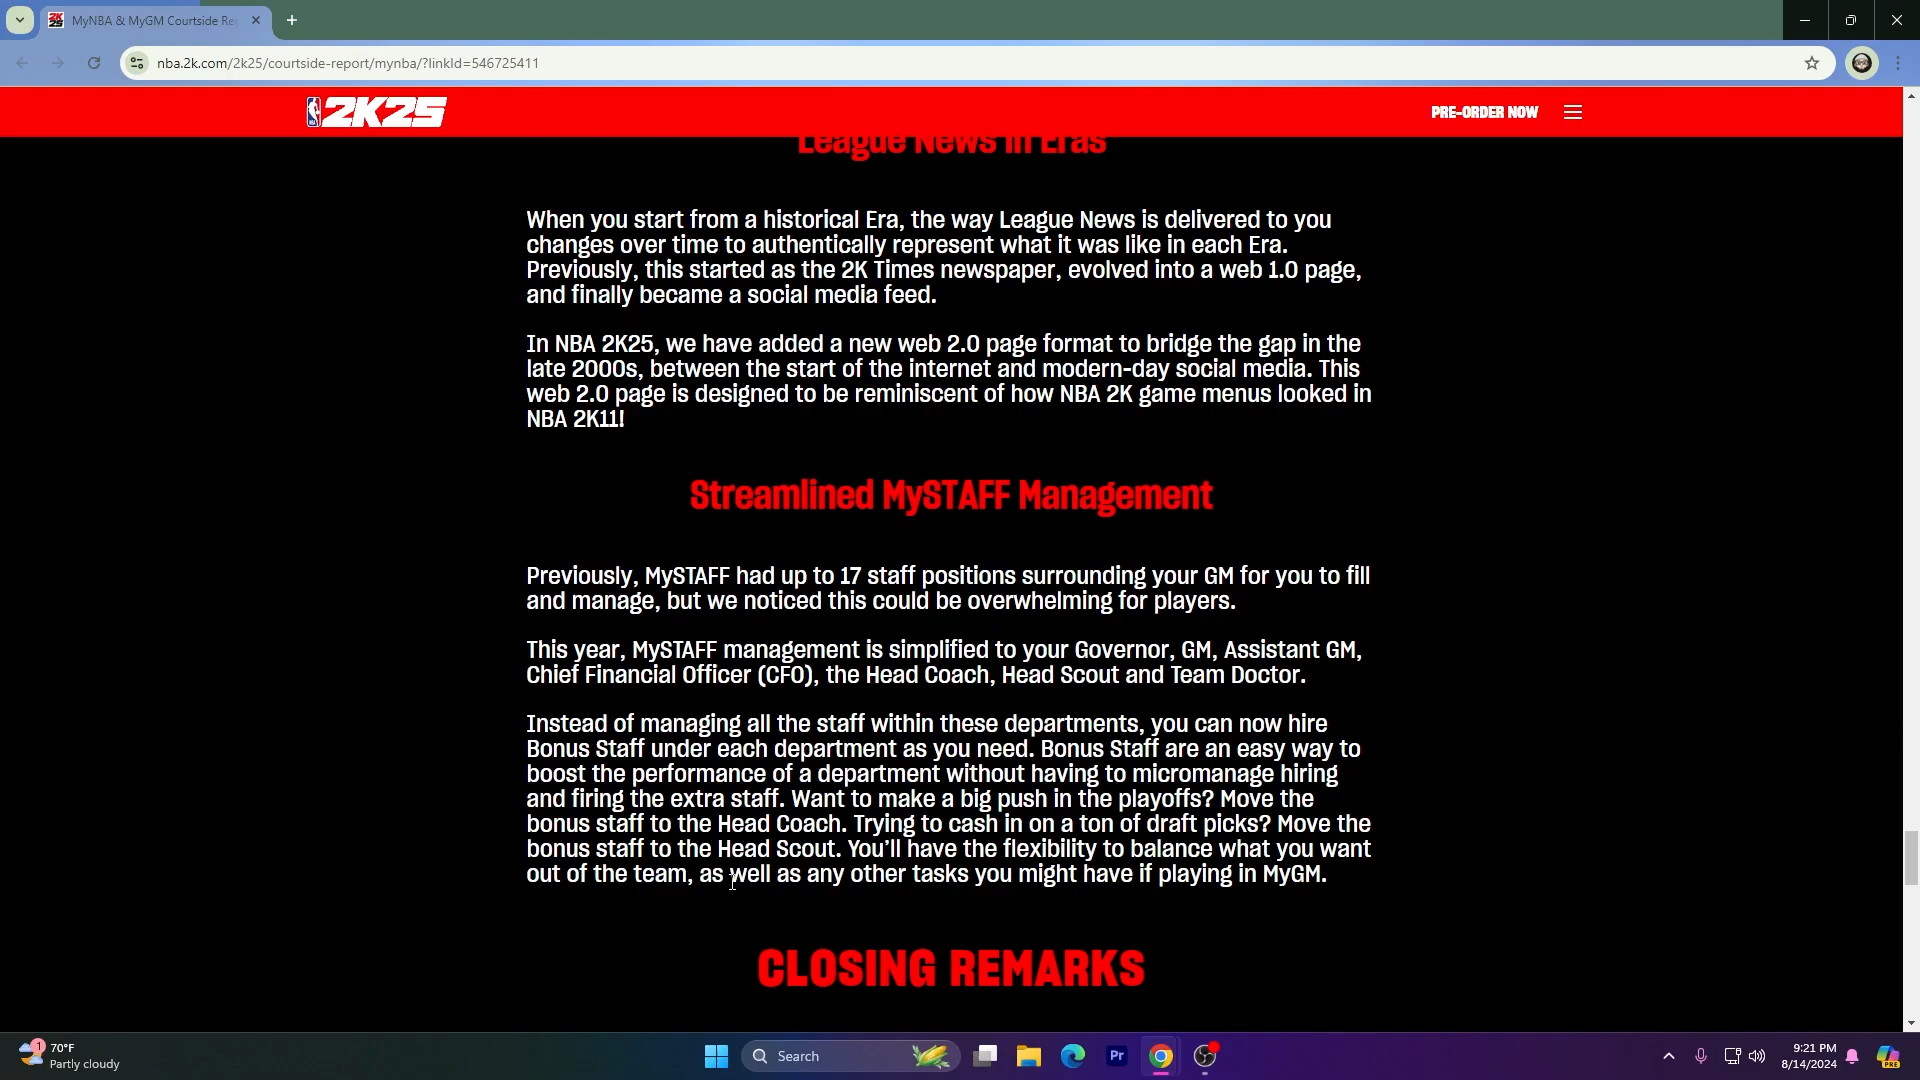 MyNBA & MyGM Courtside Re
nba.2k.com/2k25/courtside-report/mynba/?linkId=546725411
2K25
PRE-ORDER NOW
League News in Eras
When you start from a historical Era, the way League News is delivered to you
changes over time to authentically represent what it was like in each Era.
Previously, this started as the 2K Times newspaper, evolved into a web 1.0 page,
and finally became a social media feed.
In NBA 2K25, we have added a new web 2.0 page format to bridge the gap in the
late 2000s, between the start of the internet and modern-day social media. This
web 2.0 page is designed to be reminiscent of how NBA 2K game menus looked in
NBA 2K11!
Streamlined MySTAFF Management
Previously, MySTAFF had up to 17 staff positions surrounding your GM for you to fill
and manage, but we noticed this could be overwhelming for players.
This year, MySTAFF management is simplified to your Governor, GM, Assistant GM,
Chief Financial Officer (CFO), the Head Coach, Head Scout and Team Doctor.
Instead of managing all the staff within these departments, you can now hire
Bonus Staff under each department as you need. Bonus Staff are an easy way to
boost the performance of a department without having to micromanage hiring
and firing the extra staff. Want to make a big push in the playoffs? Move the
bonus staff to the Head Coach. Trying to cash in on a ton of draft picks? Move the
bonus staff to the Head Scout. You’ll have the flexibility to balance what you want
out of the team, as well as any other tasks you might have if playing in MyGM.
CLOSING REMARKS
1
70°F
Partly cloudy
Search
Pr
9:21 PM
8/14/2024
PRE